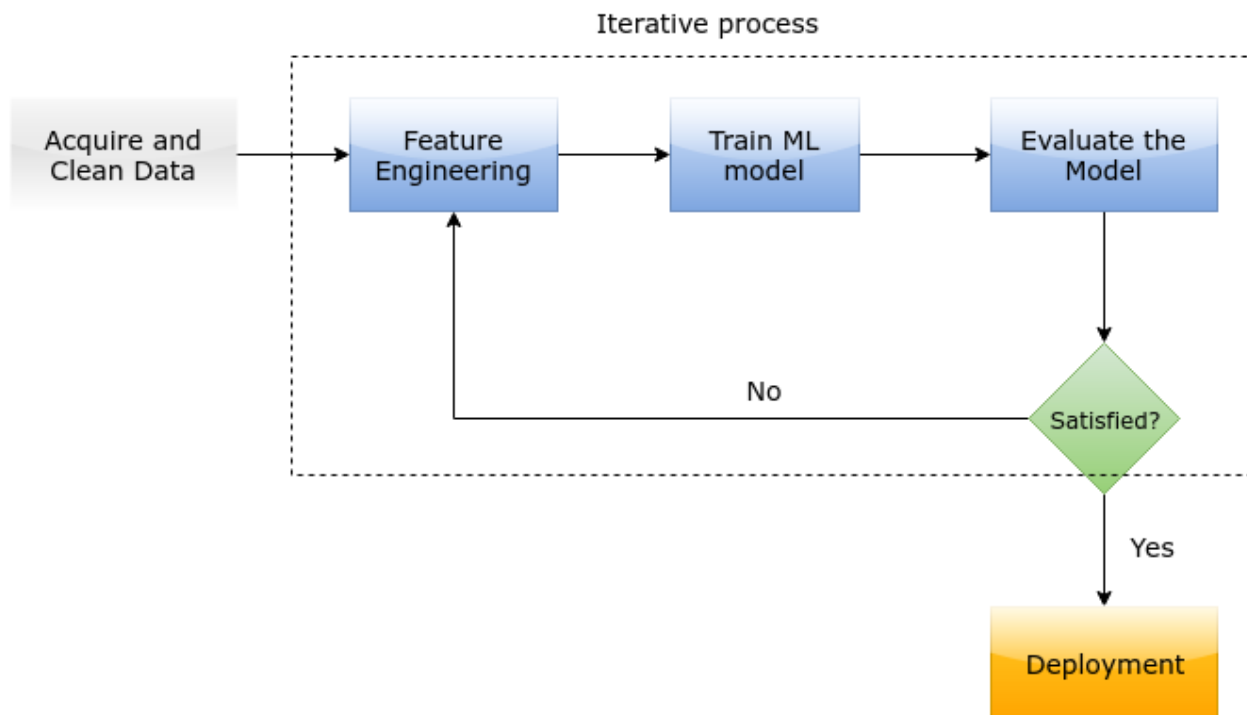 Iterative process
Acquire and
Clean Data
Feature
Engineering
Train ML
model
Evaluate the
Model
No
Satisfied?
Yes
Deployment